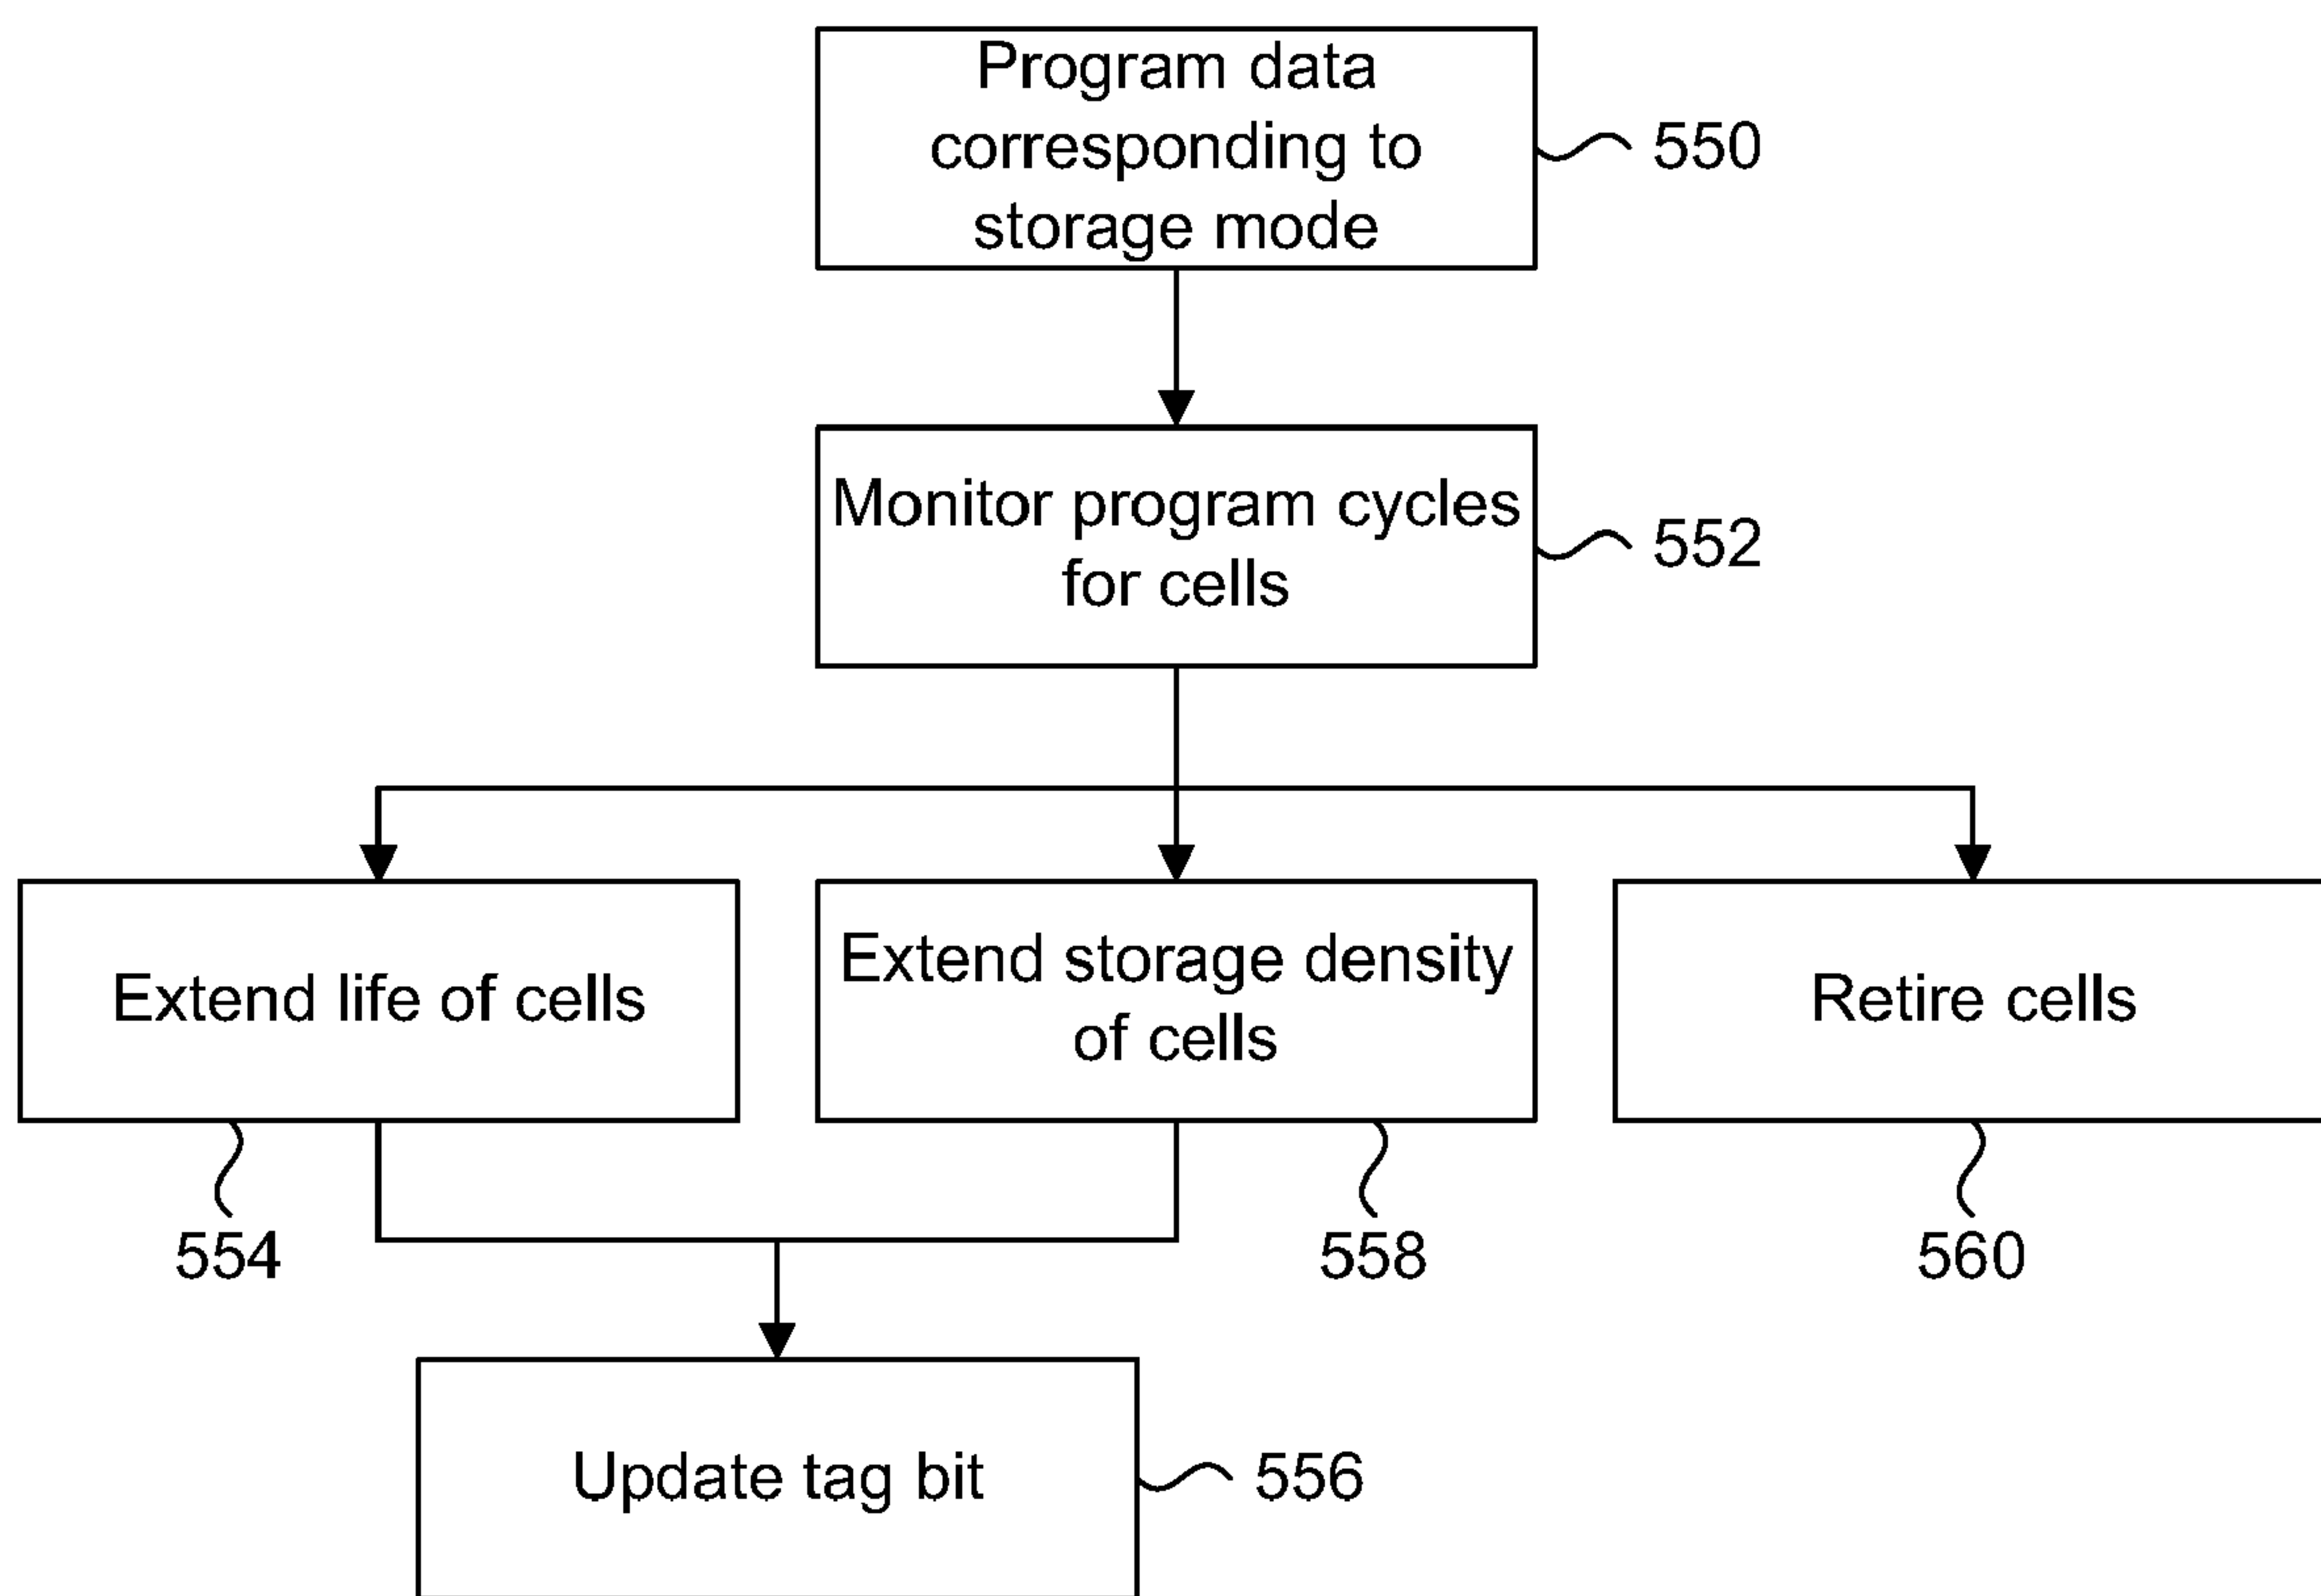 Program data
corresponding to
storage mode
550
Monitor program cycles
for cells
552
Extend life of cells
Extend storage density
of cells
Retire cells
554
558
560
Update tag bit
556